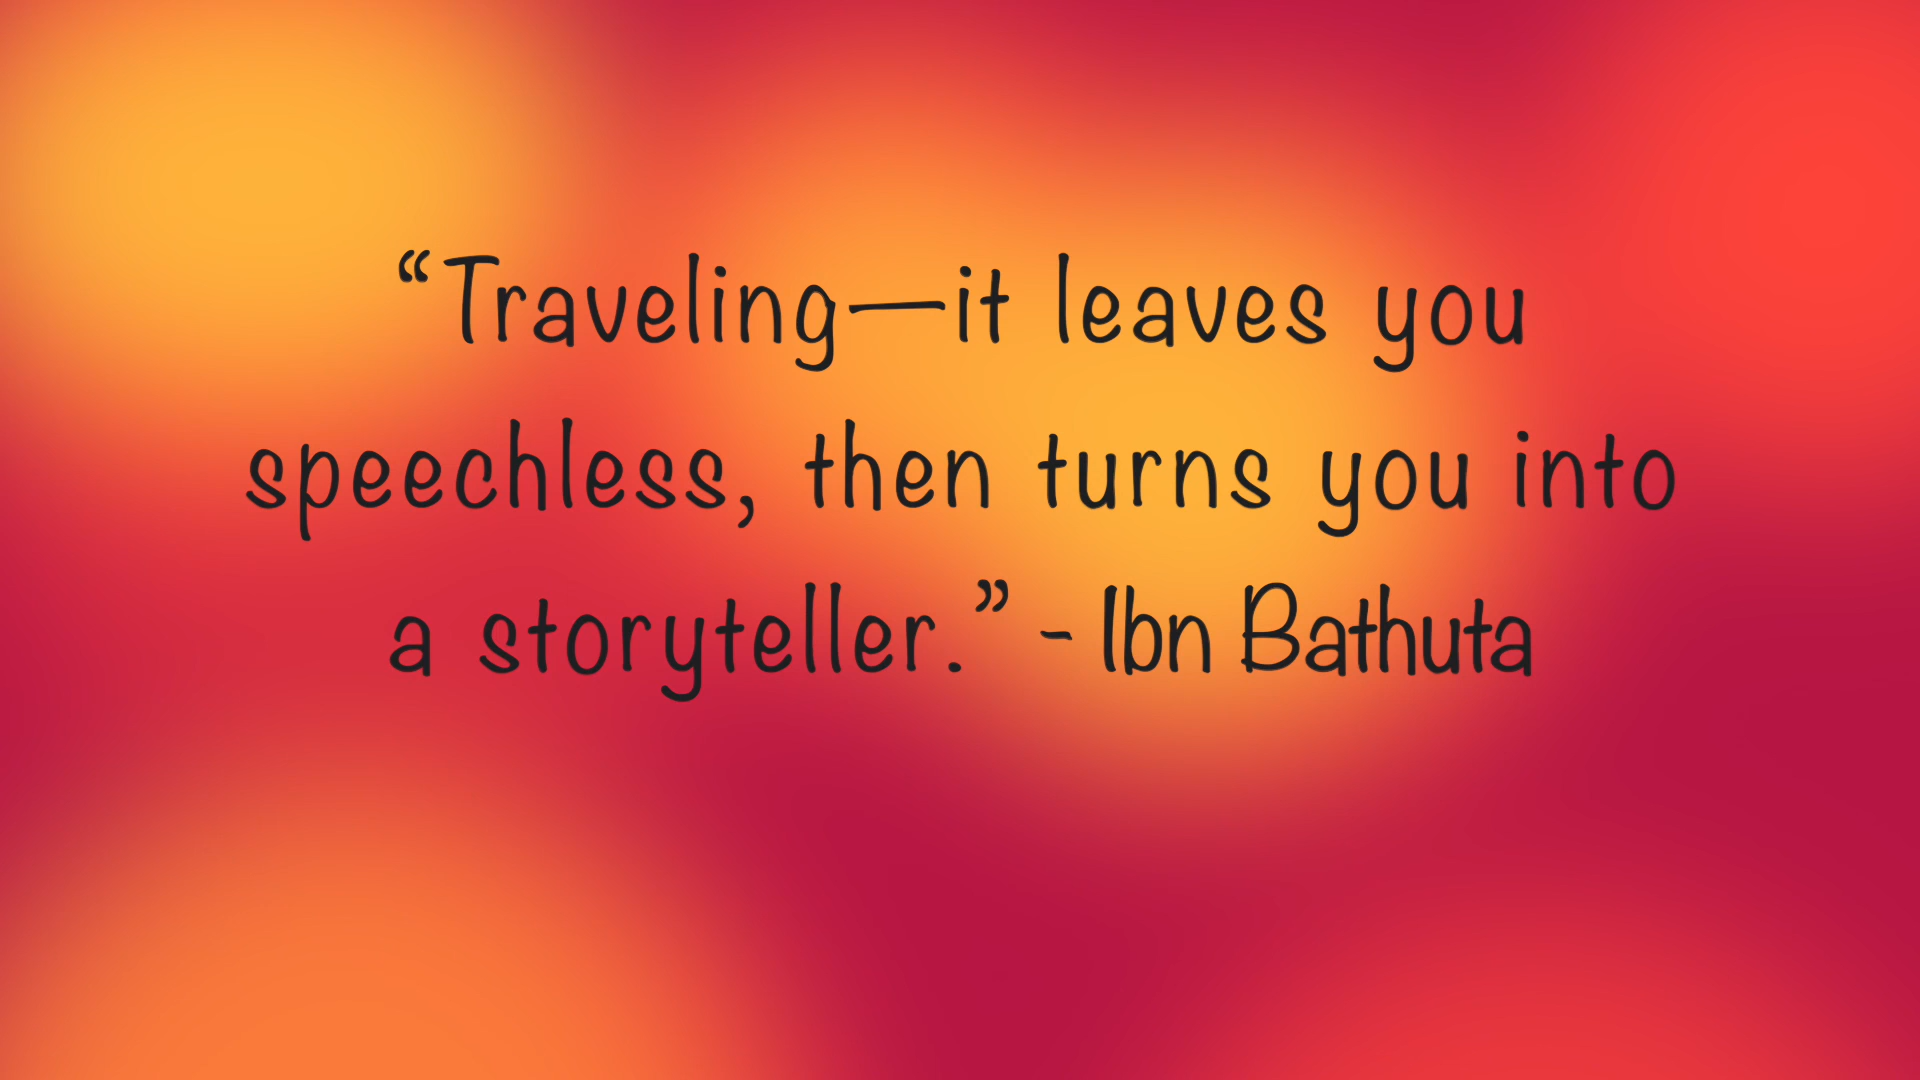 “Traveling—it leaves you
speechless, then turns you into
a storyteller.” - Ibn Bathuta